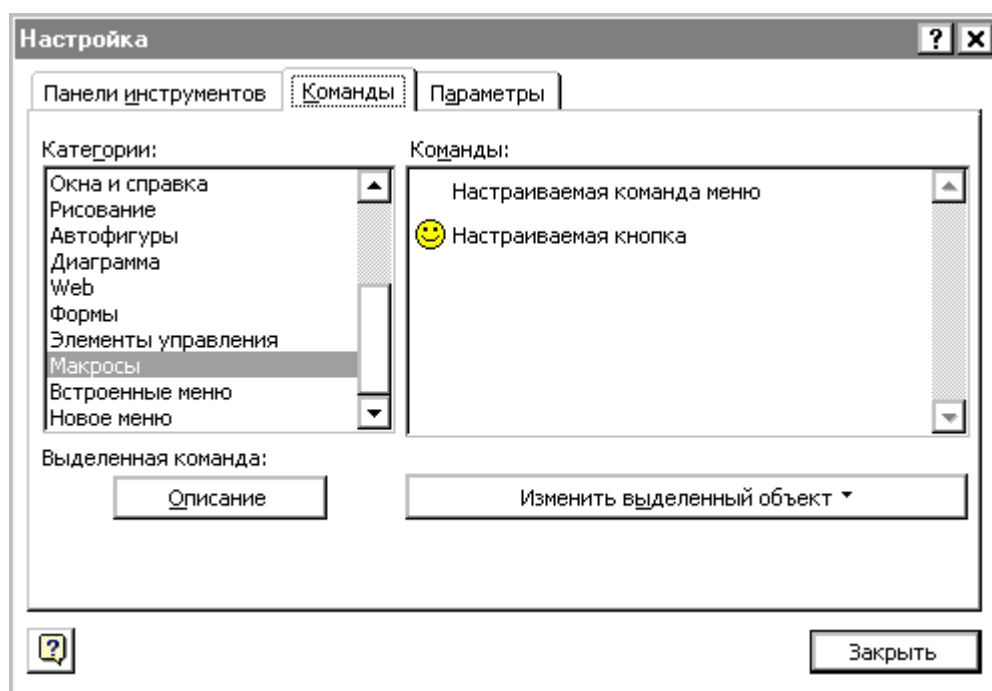 Настройка
Панели инструментов
Команды
Параметры
Категории:
Окна и справка
Рисование
Автофигуры
Диаграмма
Web
Формы
Элементы управления
Макросы
Встроенные меню
Новое меню
Команды:
Настраиваемая команда меню
Настраиваемая кнопка
Выделенная команда:
Описание
Изменить выделенный объект
Закрыть